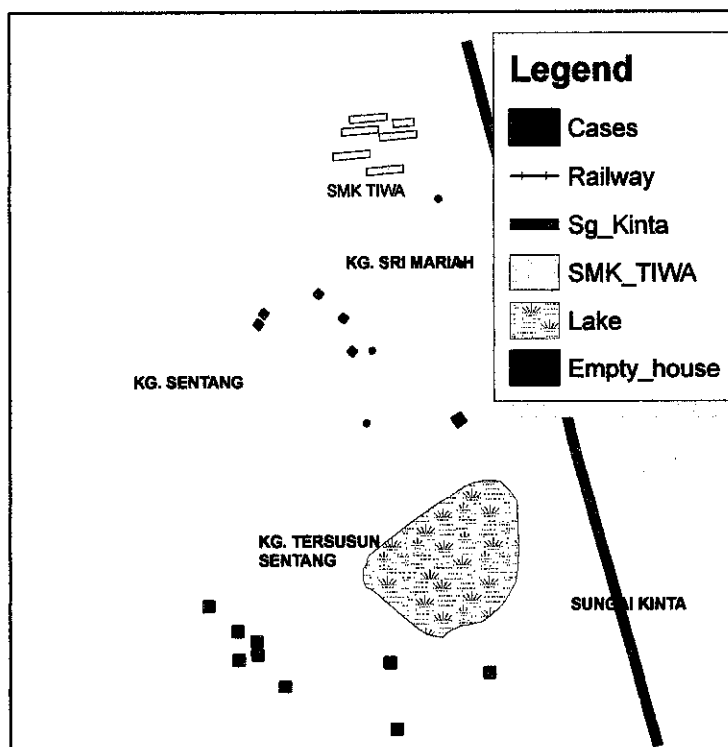 Legend
Cases
Railway
Sg_Kinta
SMK_TIWA
Lake
Empty_house
SMK TIWA
KG. SRI MARIAH
KG. SENTANG
KG. TERSUSUN
SENTANG
SUNGAI KINTA